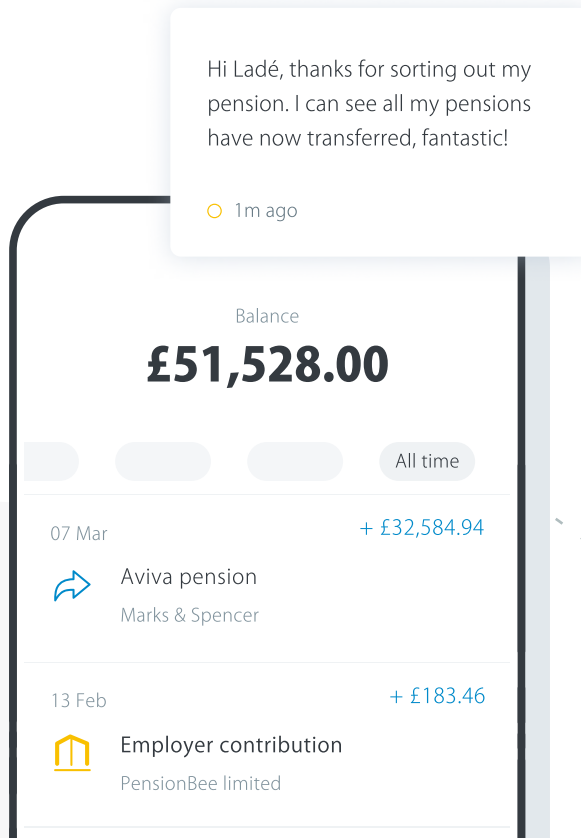 Hi Ladé, thanks for sorting out my
pension. I can see all my pensions
have now transferred, fantastic!
1m ago
Balance
£51,528.00
All time
07 Mar
+ £32,584.94
Aviva pension
Marks & Spencer
13 Feb
+ £183.46
Employer contribution
PensionBee limited